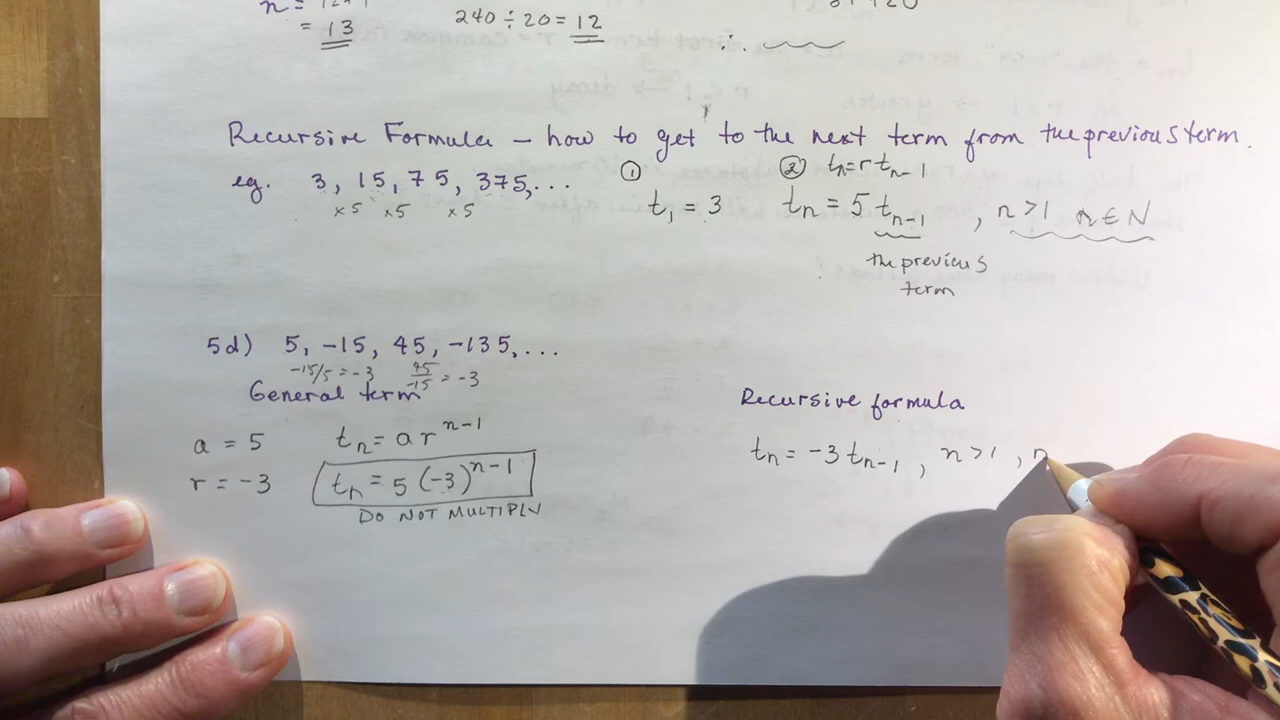 = 13
240 ÷ 20 = 12
∴
Recursive Formula – how to get to the next term from the previous term.
eg. 3, 15, 75, 375, ...
×5 ×5 ×5
① t₁ = 3
② tₙ = r tₙ₋₁
tₙ = 5 tₙ₋₁ , n > 1 n ∈ N
the previous
term
5d) 5, -15, 45, -135, ...
-15/5 = -3 45/-15 = -3
General term
a = 5 tₙ = a rⁿ⁻¹
r = -3 tₙ = 5 (-3)ⁿ⁻¹
DO NOT MULTIPLY
Recursive formula
tₙ = -3 tₙ₋₁ , n > 1 , n